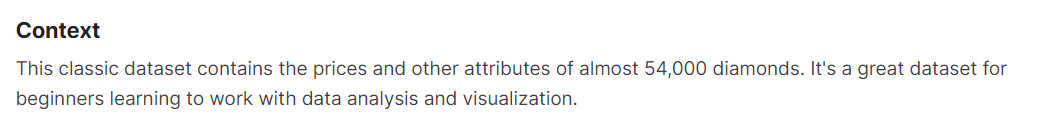 Context
This classic dataset contains the prices and other attributes of almost 54,000 diamonds. It's a great dataset for
beginners learning to work with data analysis and visualization.